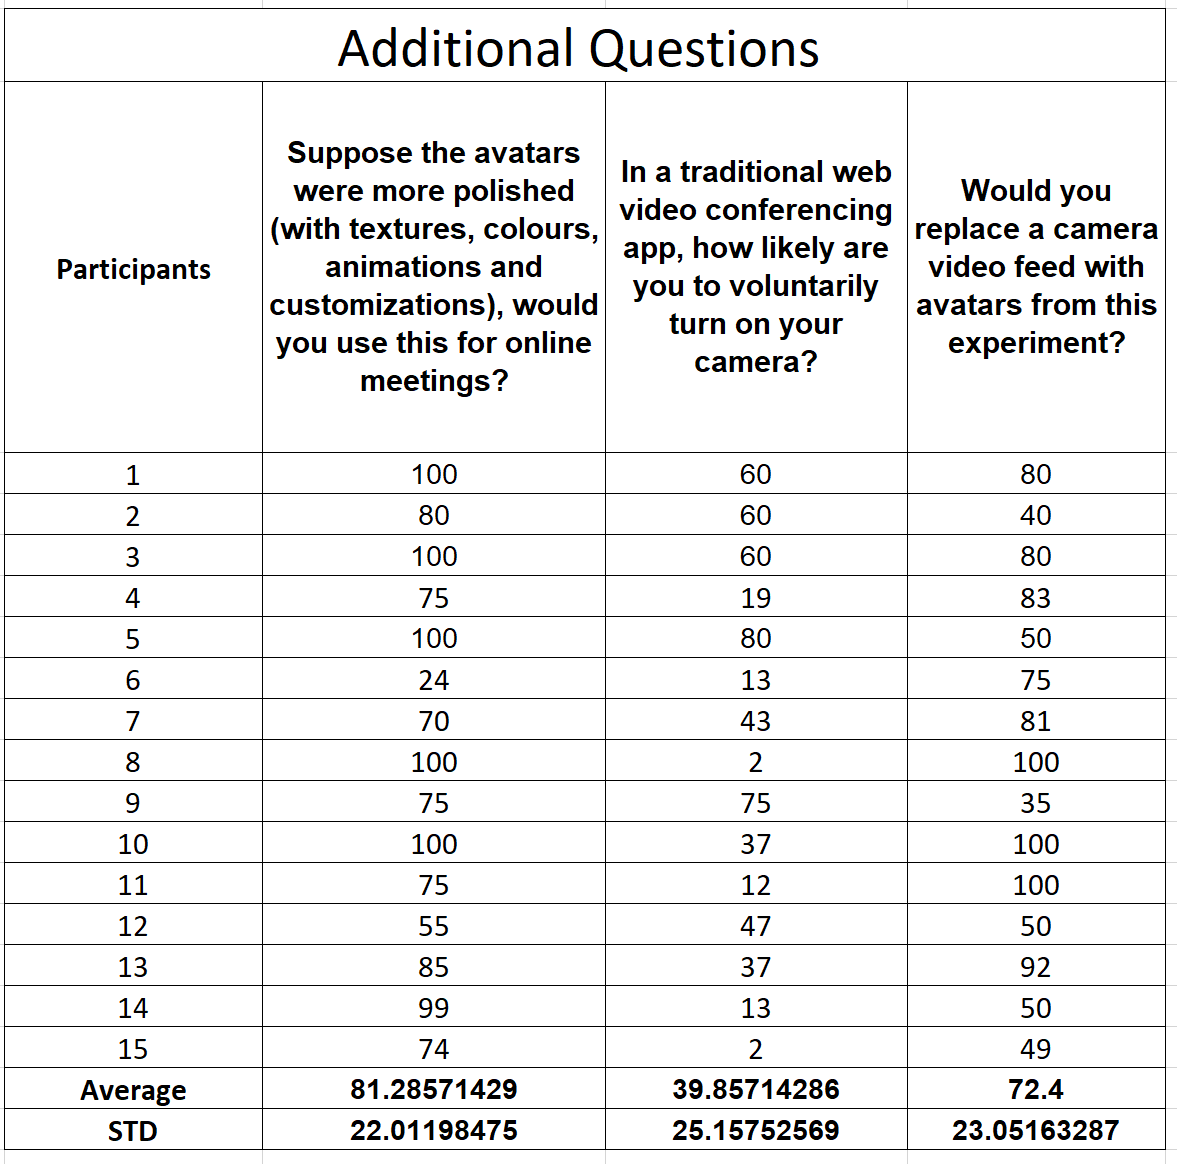 Additional Questions
Participants
Suppose the avatars
were more polished
(with textures, colours,
animations and
customizations), would
you use this for online
meetings?
In a traditional web
video conferencing
app, how likely are
you to voluntarily
turn on your
camera?
Would you
replace a camera
video feed with
avatars from this
experiment?
1 100 60 80
2 80 60 40
3 100 60 80
4 75 19 83
5 100 80 50
6 24 13 75
7 70 43 81
8 100 2 100
9 75 75 35
10 100 37 100
11 75 12 100
12 55 47 50
13 85 37 92
14 99 13 50
15 74 2 49
Average 81.28571429 39.85714286 72.4
STD 22.01198475 25.15752569 23.05163287